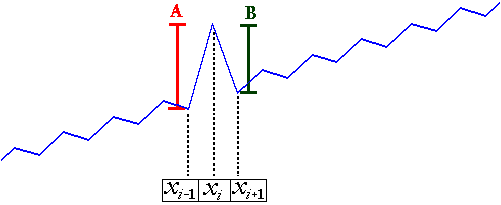 A B
x_{i-1} x_i x_{i+1}